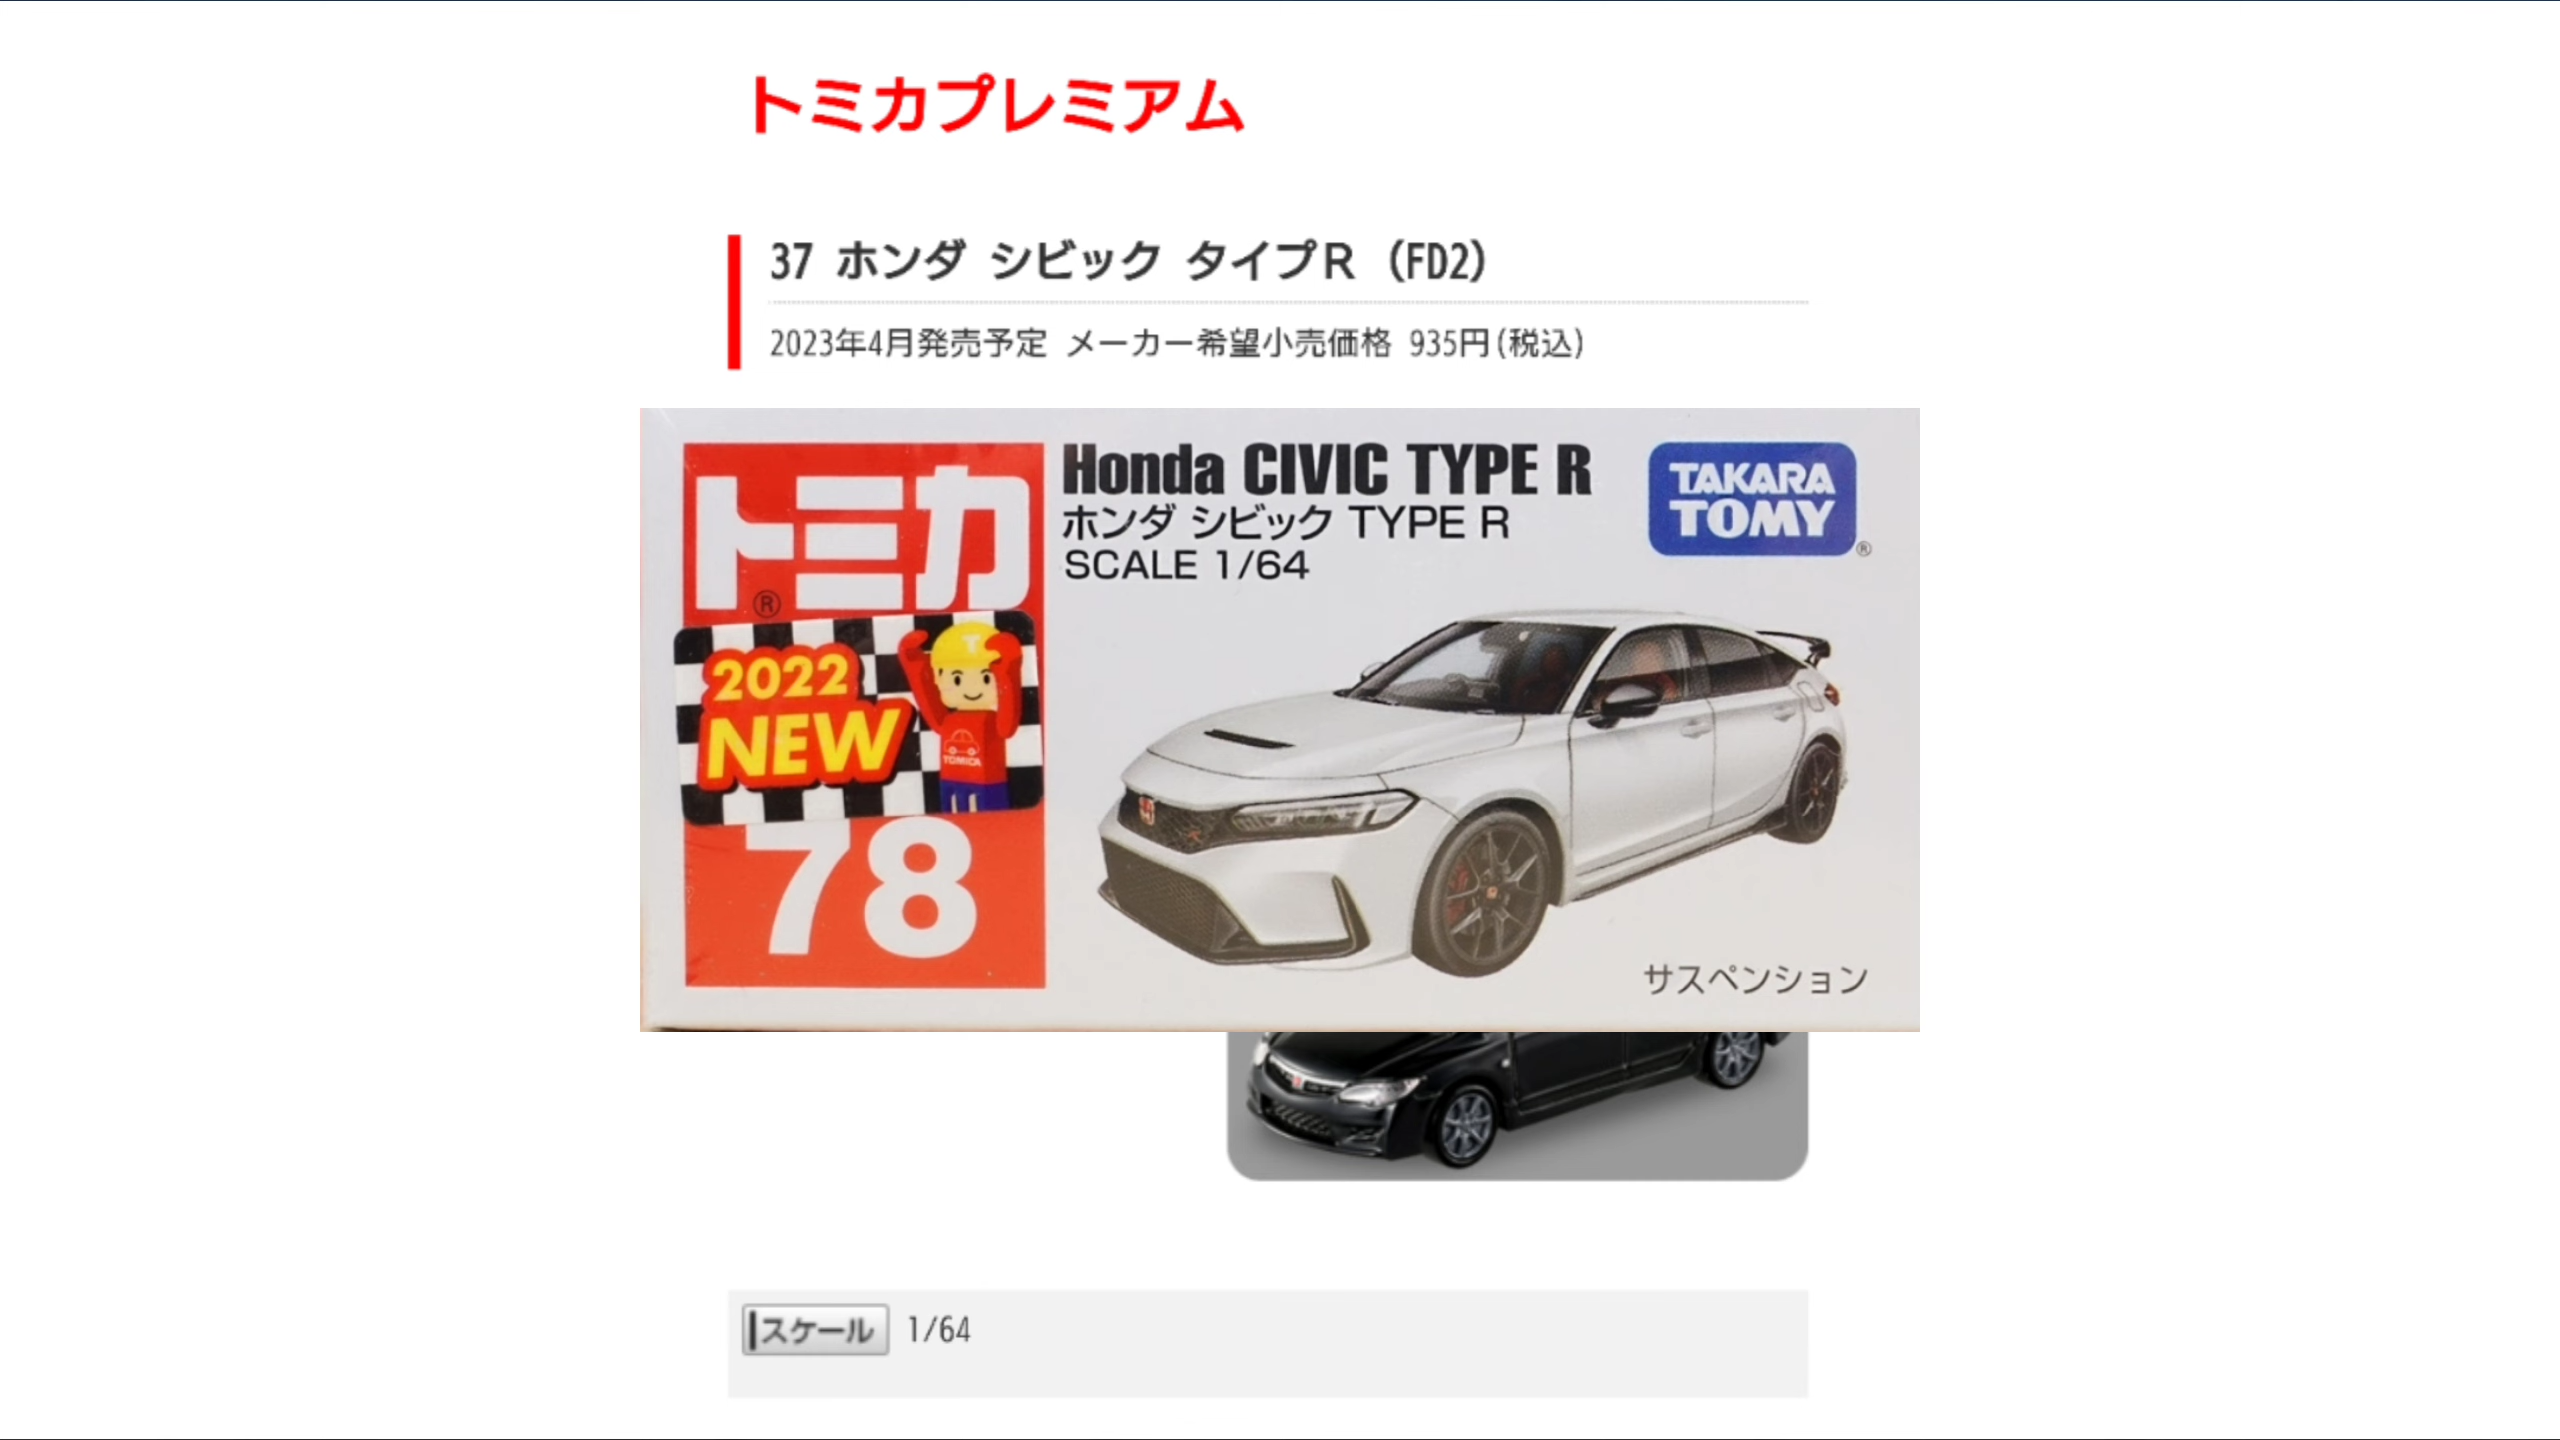 トミカプレミアム
37 ホンダ シビック タイプR (FD2)
2023年4月発売予定 メーカー希望小売価格 935円(税込)
トミカ
®
2022
NEW
TOMICA
78
Honda CIVIC TYPE R
ホンダ シビック TYPE R
SCALE 1/64
TAKARA
TOMY
®
サスペンション
スケール 1/64